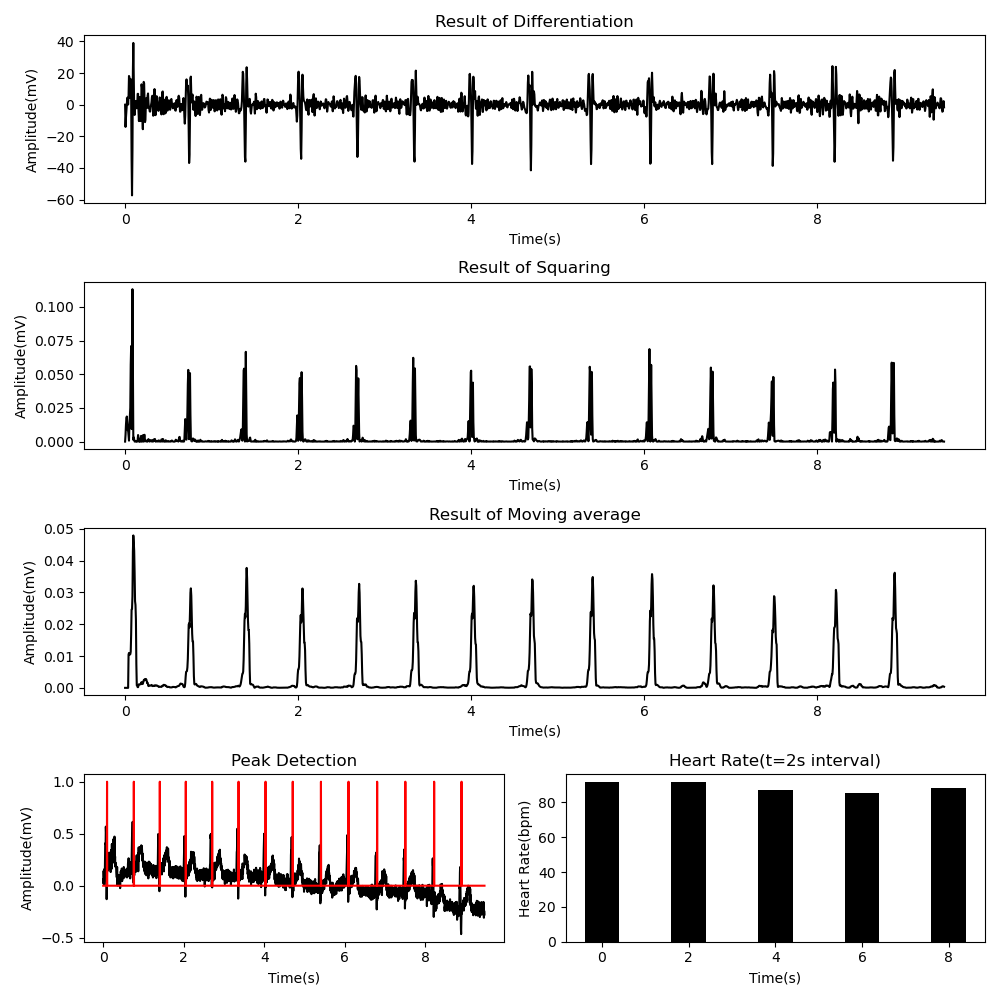 Result of Differentiation
40
20
0
−20
−40
−60
Amplitude(mV)
0 2 4 6 8
Time(s)
Result of Squaring
0.100
0.075
0.050
0.025
0.000
Amplitude(mV)
0 2 4 6 8
Time(s)
Result of Moving average
0.05
0.04
0.03
0.02
0.01
0.00
Amplitude(mV)
0 2 4 6 8
Time(s)
Peak Detection
1.0
0.5
0.0
−0.5
Amplitude(mV)
0 2 4 6 8
Time(s)
Heart Rate(t=2s interval)
80
60
40
20
0
Heart Rate(bpm)
0 2 4 6 8
Time(s)